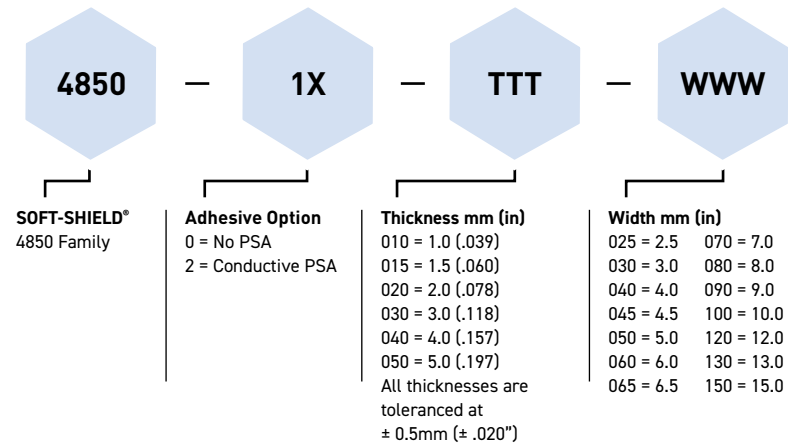 4850 — 1X — TTT — WWW
SOFT-SHIELD®
4850 Family
Adhesive Option
0 = No PSA
2 = Conductive PSA
Thickness mm (in)
010 = 1.0 (.039)
015 = 1.5 (.060)
020 = 2.0 (.078)
030 = 3.0 (.118)
040 = 4.0 (.157)
050 = 5.0 (.197)
All thicknesses are
toleranced at
± 0.5mm (± .020”)
Width mm (in)
025 = 2.5 070 = 7.0
030 = 3.0 080 = 8.0
040 = 4.0 090 = 9.0
045 = 4.5 100 = 10.0
050 = 5.0 120 = 12.0
060 = 6.0 130 = 13.0
065 = 6.5 150 = 15.0